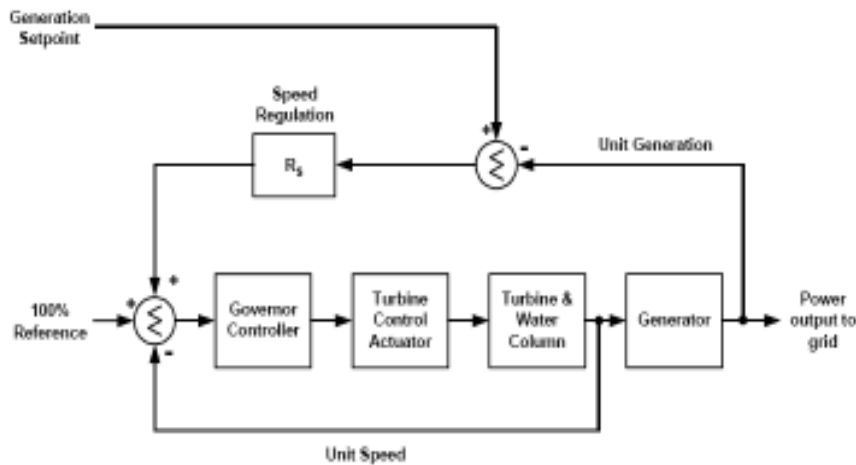 Generation
Setpoint
Speed
Regulation
+
-
Unit Generation
Rs
+
+
100%
Reference
-
Governor
Controller
Turbine
Control
Actuator
Turbine &
Water
Column
Generator
Power
output to
grid
Unit Speed